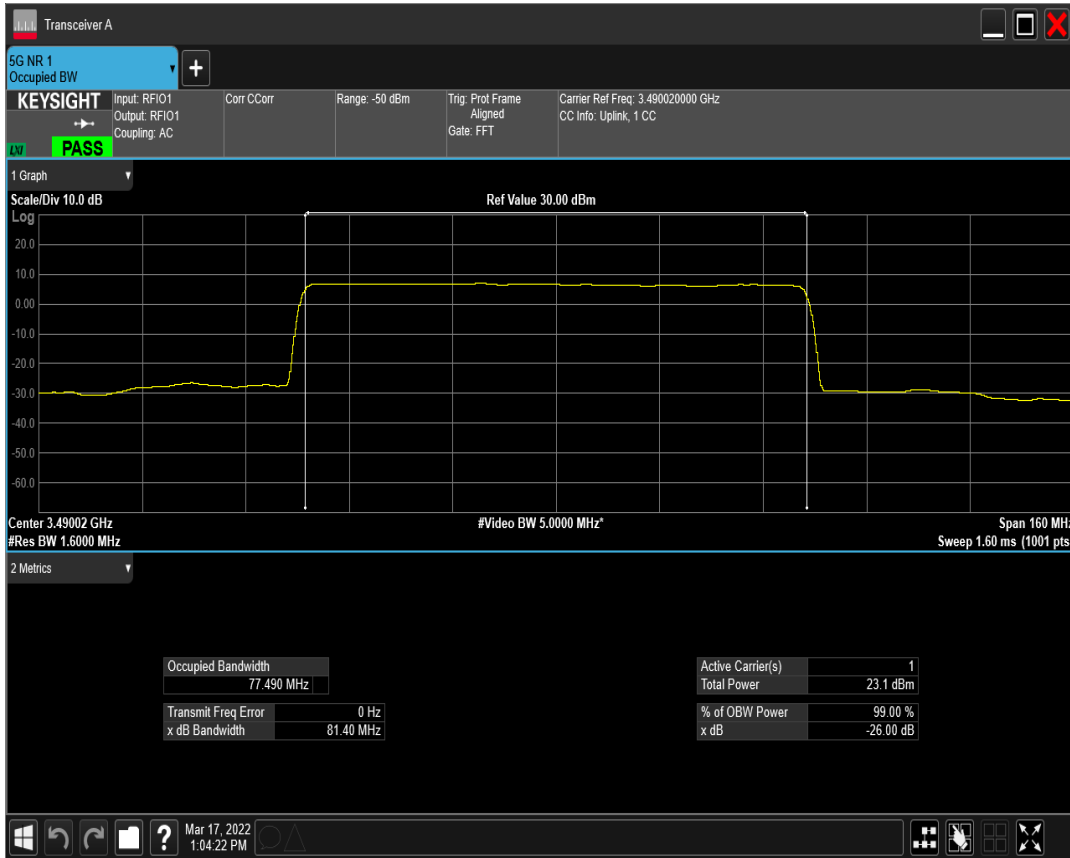 Transceiver A
5G NR 1
Occupied BW
KEYSIGHT
LXI
PASS
Input: RFIO1
Output: RFIO1
Coupling: AC
Corr CCorr
Range: -50 dBm
Trig: Prot Frame
Aligned
Gate: FFT
Carrier Ref Freq: 3.490020000 GHz
CC Info: Uplink, 1 CC
1 Graph
Scale/Div 10.0 dB
Ref Value 30.00 dBm
Log
20.0
10.0
0.00
-10.0
-20.0
-30.0
-40.0
-50.0
-60.0
Center 3.49002 GHz
#Video BW 5.0000 MHz*
Span 160 MHz
#Res BW 1.6000 MHz
Sweep 1.60 ms (1001 pts
2 Metrics
Occupied Bandwidth
77.490 MHz
Transmit Freq Error 0 Hz
x dB Bandwidth 81.40 MHz
Active Carrier(s) 1
Total Power 23.1 dBm
% of OBW Power 99.00 %
x dB -26.00 dB
?
Mar 17, 2022
1:04:22 PM